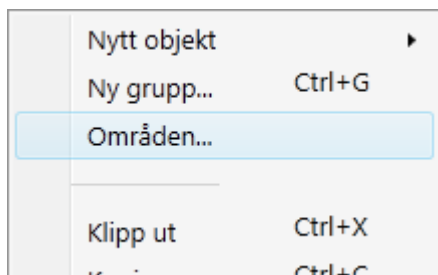 Nytt objekt
Ny grupp... Ctrl+G
Områden...
Klipp ut Ctrl+X